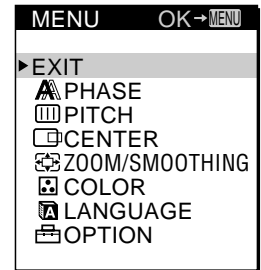 MENU OK→MENU
EXIT
PHASE
PITCH
CENTER
ZOOM/SMOOTHING
COLOR
LANGUAGE
OPTION